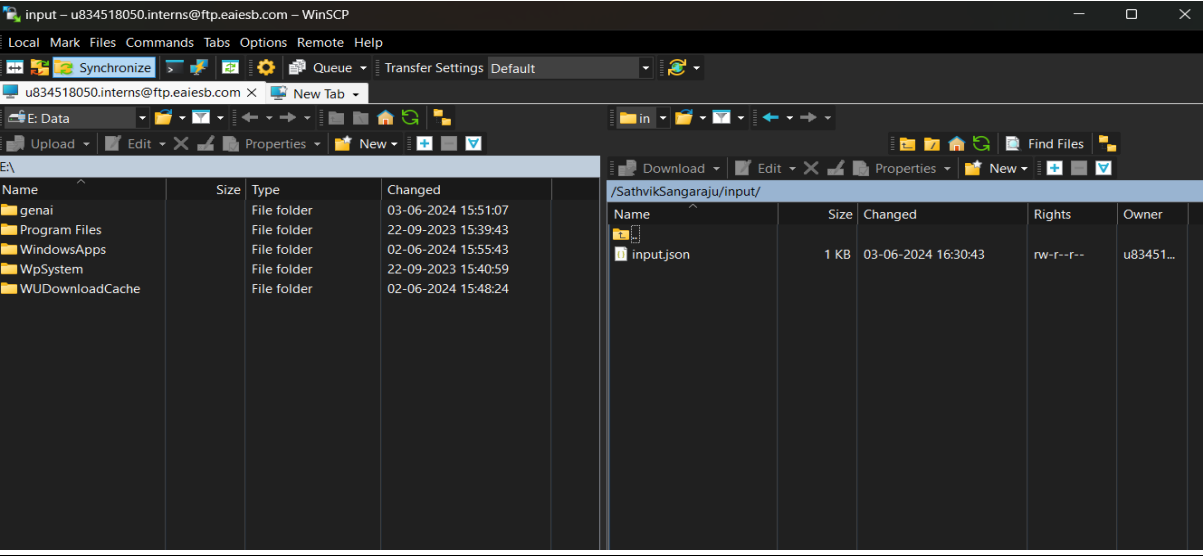 input – u834518050.interns@ftp.eaiesb.com – WinSCP
Local Mark Files Commands Tabs Options Remote Help
Synchronize Queue Transfer Settings Default
u834518050.interns@ftp.eaiesb.com × New Tab
E: Data
Upload Edit Properties New
E:\
Name Size Type Changed
genai File folder 03-06-2024 15:51:07
Program Files File folder 22-09-2023 15:39:43
WindowsApps File folder 02-06-2024 15:55:43
WpSystem File folder 22-09-2023 15:40:59
WUDownloadCache File folder 02-06-2024 15:48:24
in
Find Files
Download Edit Properties New
/SathvikSangaraju/input/
Name Size Changed Rights Owner
..
input.json 1 KB 03-06-2024 16:30:43 rw-r--r-- u83451...